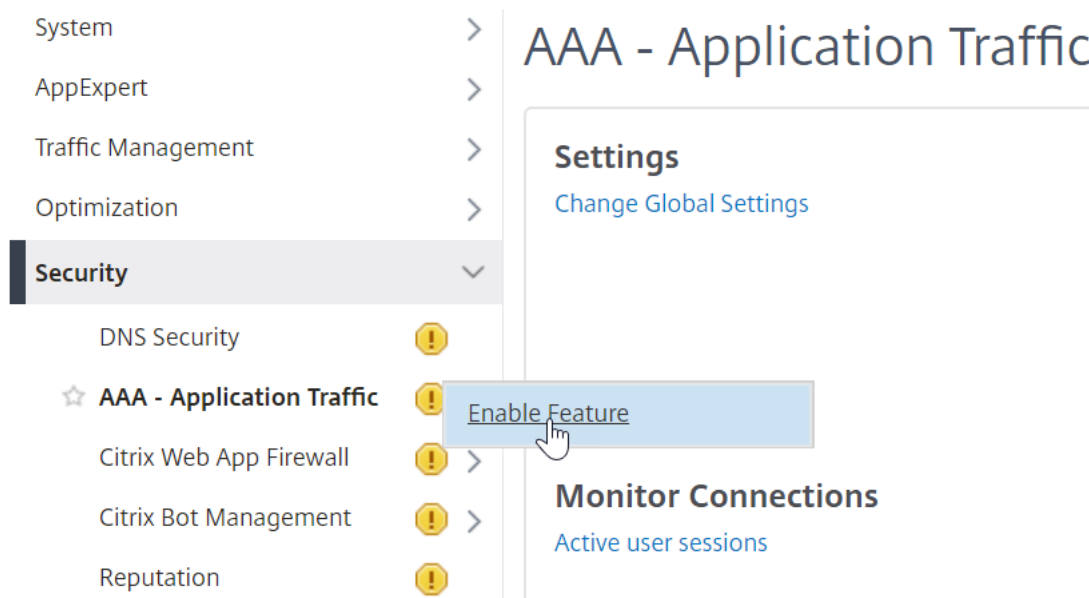 System
AppExpert
Traffic Management
Optimization
Security
DNS Security
AAA - Application Traffic
Citrix Web App Firewall
Citrix Bot Management
Reputation
Enable Feature
AAA - Application Traffic
Settings
Change Global Settings
Monitor Connections
Active user sessions